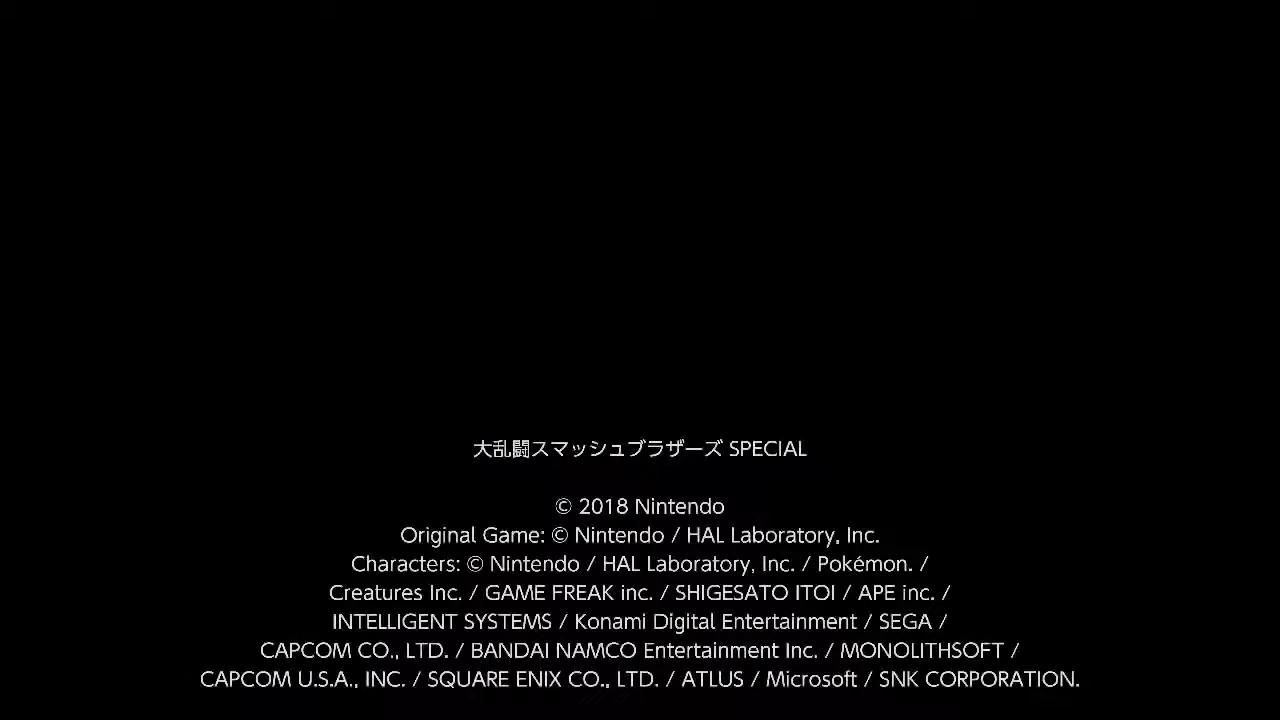 大乱闘スマッシュブラザーズ SPECIAL
© 2018 Nintendo
Original Game: © Nintendo / HAL Laboratory, Inc.
Characters: © Nintendo / HAL Laboratory, Inc. / Pokémon. /
Creatures Inc. / GAME FREAK inc. / SHIGESATO ITOI / APE inc. /
INTELLIGENT SYSTEMS / Konami Digital Entertainment / SEGA /
CAPCOM CO., LTD. / BANDAI NAMCO Entertainment Inc. / MONOLITHSOFT /
CAPCOM U.S.A., INC. / SQUARE ENIX CO., LTD. / ATLUS / Microsoft / SNK CORPORATION.